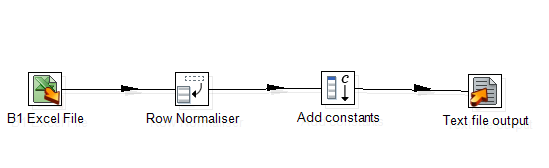 B1 Excel File
Row Normaliser
Add constants
Text file output